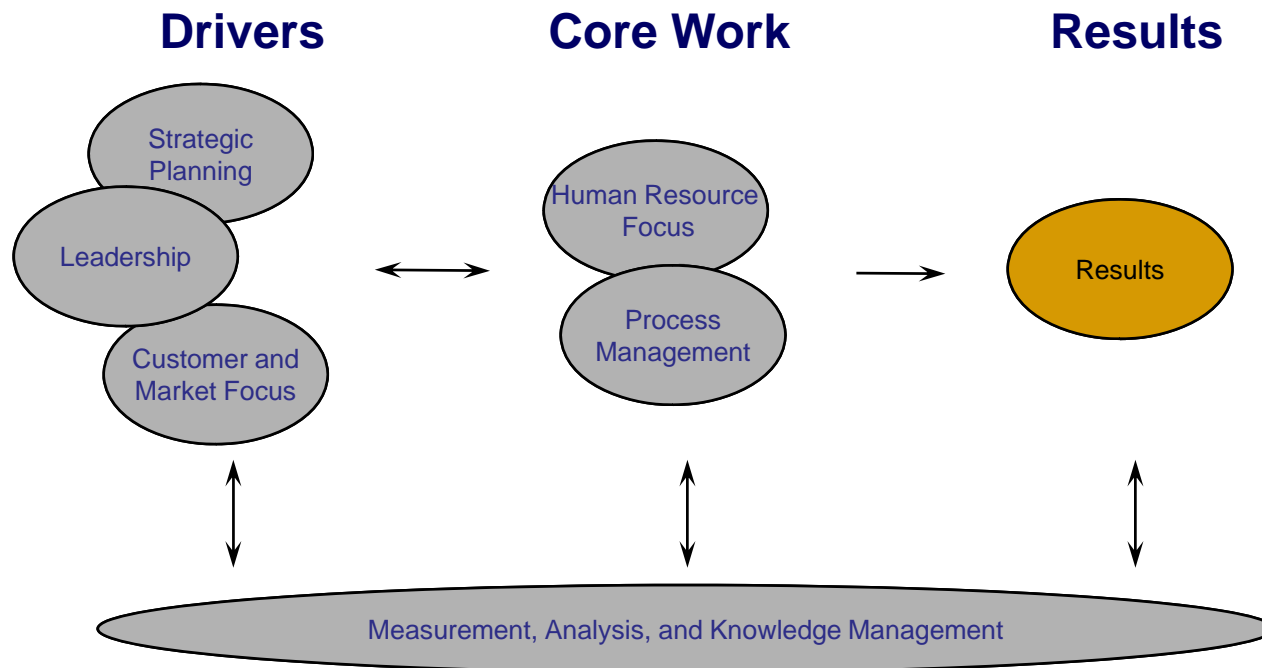 Drivers
Core Work
Results
Strategic
Planning
Leadership
Customer and
Market Focus
Human Resource
Focus
Process
Management
Results
Measurement, Analysis, and Knowledge Management